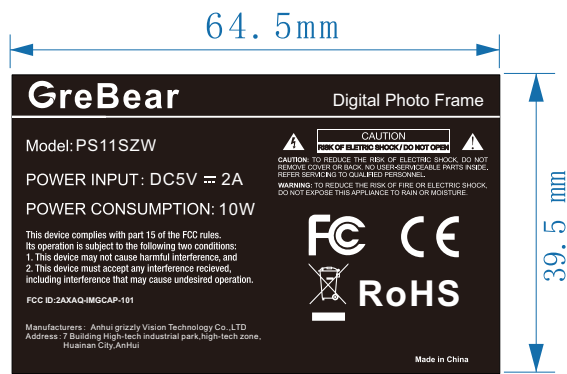 64.5mm
GreBear
Digital Photo Frame
Model: PS11SZW
POWER INPUT : DC5V ⎓ 2A
POWER CONSUMPTION: 10W
This device complies with part 15 of the FCC rules.
Its operation is subject to the following two conditions:
1. This device may not cause harmful interference, and
2. This device must accept any interference recieved,
including interference that may cause undesired operation.
FCC ID:2AXAQ-IMGCAP-101
Manufacturers : Anhui grizzly Vision Technology Co.,LTD
Address : 7 Building High-tech industrial park,high-tech zone,
Huainan City,AnHui
CAUTION
RISK OF ELETRIC SHOCK / DO NOT OPEN
CAUTION: TO REDUCE THE RISK OF ELECTRIC SHOCK, DO NOT
REMOVE COVER OR BACK. NO USER-SERVICEABLE PARTS INSIDE.
REFER SERVICING TO QUALIFIED PERSONNEL.
WARNING: TO REDUCE THE RISK OF FIRE OR ELECTRIC SHOCK,
DO NOT EXPOSE THIS APPLIANCE TO RAIN OR MOISTURE.
FC CE
RoHS
Made in China
39.5 mm